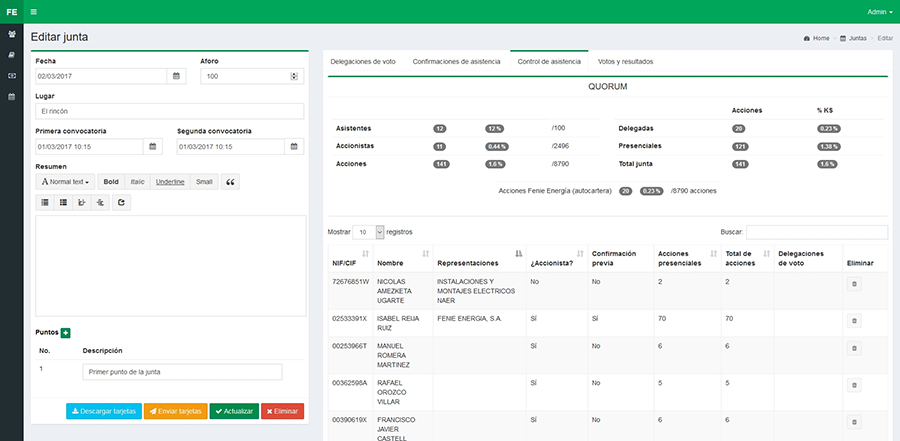 FE
Admin
Editar junta
Home
Juntas
Editar
Fecha
Aforo
02/03/2017
100
Lugar
El rincón
Primera convocatoria
Segunda convocatoria
01/03/2017 10:15
01/03/2017 10:15
Resumen
A Normal text
Bold
Italic
Underline
Small
Puntos
No.
Descripción
1
Primer punto de la junta
Descargar tarjetas
Enviar tarjetas
Actualizar
Eliminar
Delegaciones de voto
Confirmaciones de asistencia
Control de asistencia
Votos y resultados
QUORUM
Asistentes 12 12 % /100
Accionistas 11 0.44 % /2496
Acciones 141 1.6 % /8790
Acciones % KS
Delegadas 20 0.23 %
Presenciales 121 1.38 %
Total junta 141 1.6 %
Acciones Fenie Energía (autocartera) 20 0.23 % /8790 acciones
Mostrar 10 registros
Buscar:
NIF/CIF
Nombre
Representaciones
¿Accionista?
Confirmación
previa
Acciones
presenciales
Total de
acciones
Delegaciones
de voto
Eliminar
72676851W
NICOLAS
AMEZKETA
UGARTE
INSTALACIONES Y
MONTAJES ELECTRICOS
NAER
No
No
2
2
02533391X
ISABEL REIJA
RUIZ
FENIE ENERGIA, S.A.
Sí
Sí
70
70
00253966T
MANUEL
ROMERA
MARTINEZ
Sí
No
6
6
00362598A
RAFAEL
OROZCO
VILLAR
Sí
No
5
5
00390619X
FRANCISCO
JAVIER
CASTELL
Sí
No
6
6